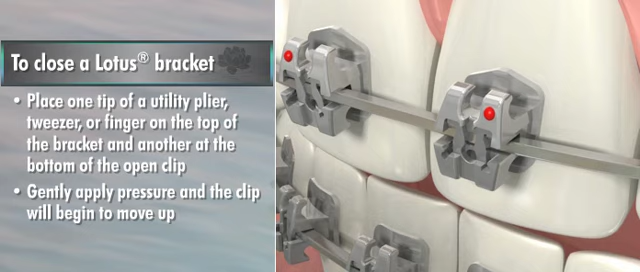 To close a Lotus® bracket
• Place one tip of a utility plier,
tweezer, or finger on the top of
the bracket and another at the
bottom of the open clip
• Gently apply pressure and the clip
will begin to move up